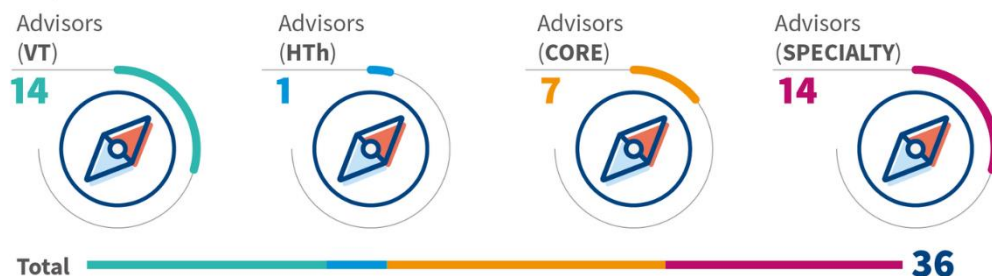 Advisors
(VT)
14
Advisors
(HTh)
1
Advisors
(CORE)
7
Advisors
(SPECIALTY)
14
Total 36